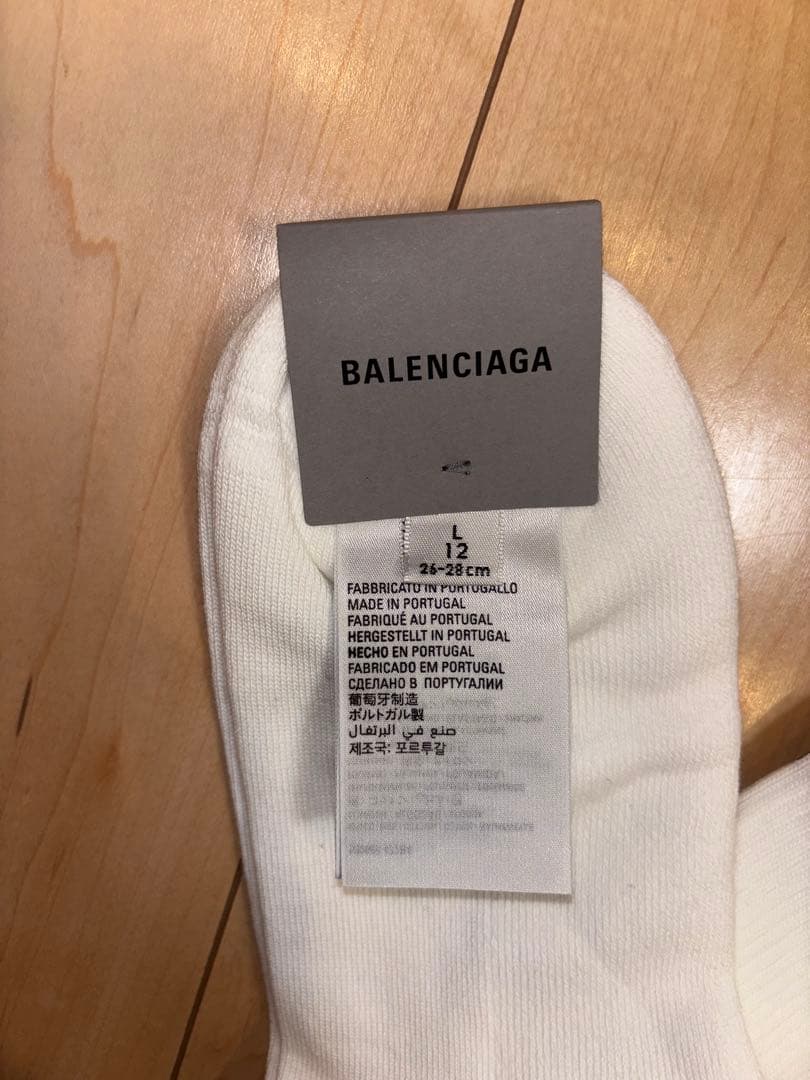 BALENCIAGA
L
12
26-28cm
FABBRICATO IN PORTOGALLO
MADE IN PORTUGAL
FABRIQUÉ AU PORTUGAL
HERGESTELLT IN PORTUGAL
HECHO EN PORTUGAL
FABRICADO EM PORTUGAL
СДЕЛАНО В ПОРТУГАЛИИ
葡萄牙制造
ポルトガル製
صنع في البرتغال
제조국: 포르투갈